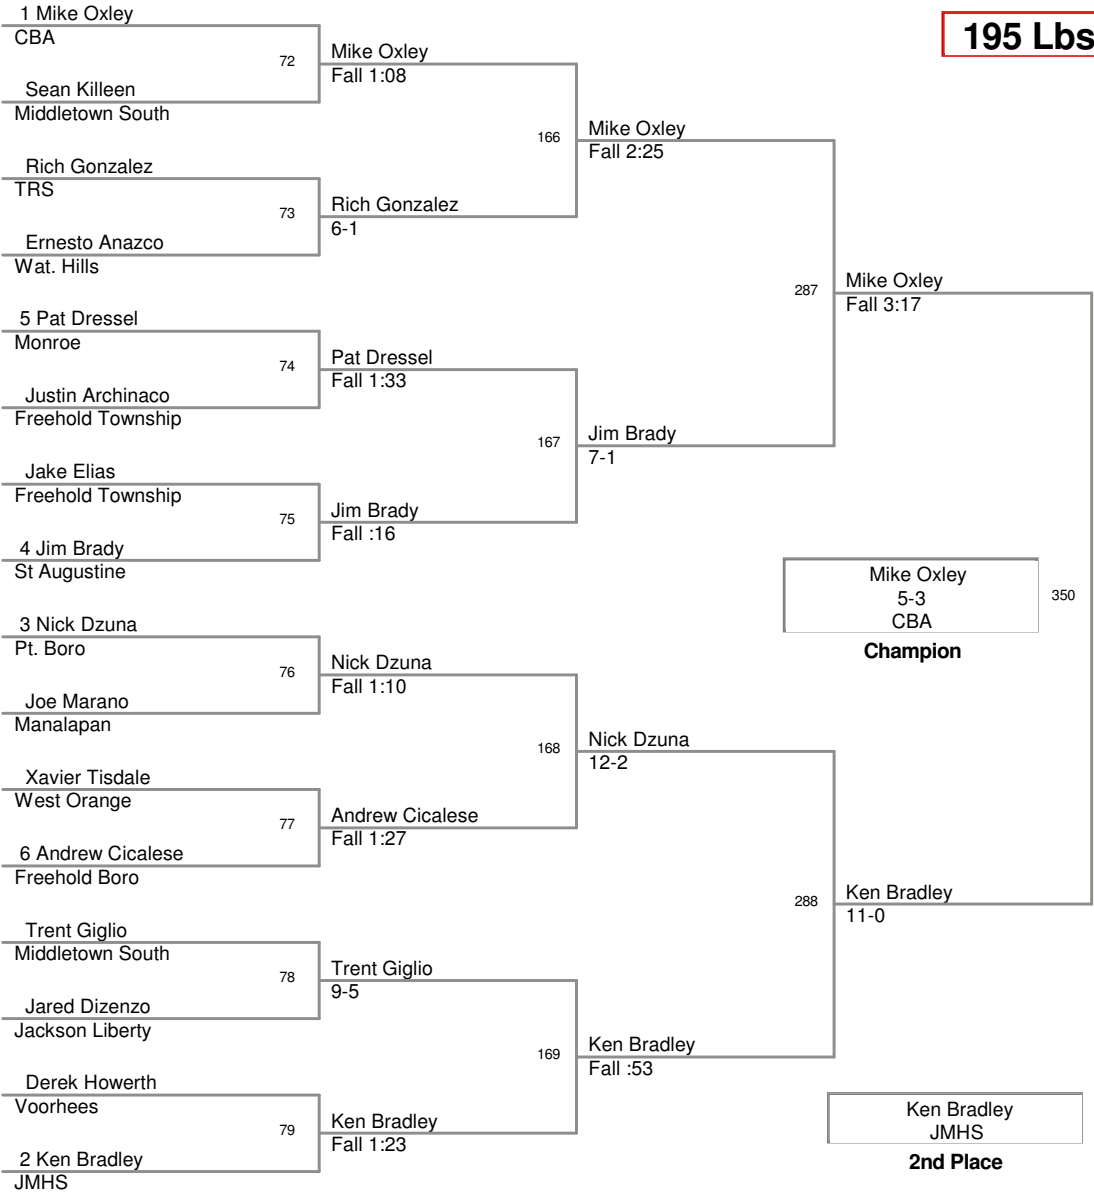 195 Lbs
1 Mike Oxley
CBA
72
Sean Killeen
Middletown South
Mike Oxley
Fall 1:08
Rich Gonzalez
TRS
73
Ernesto Anazco
Wat. Hills
Rich Gonzalez
6-1
166
Mike Oxley
Fall 2:25
5 Pat Dressel
Monroe
74
Justin Archinaco
Freehold Township
Pat Dressel
Fall 1:33
Jake Elias
Freehold Township
75
4 Jim Brady
St Augustine
Jim Brady
Fall :16
167
Jim Brady
7-1
287
Mike Oxley
Fall 3:17
3 Nick Dzuna
Pt. Boro
76
Joe Marano
Manalapan
Nick Dzuna
Fall 1:10
Xavier Tisdale
West Orange
77
6 Andrew Cicalese
Freehold Boro
Andrew Cicalese
Fall 1:27
168
Nick Dzuna
12-2
Trent Giglio
Middletown South
78
Jared Dizenzo
Jackson Liberty
Trent Giglio
9-5
Derek Howerth
Voorhees
79
2 Ken Bradley
JMHS
Ken Bradley
Fall 1:23
169
Ken Bradley
Fall :53
288
Ken Bradley
11-0
350
Mike Oxley
5-3
CBA
Champion
Ken Bradley
JMHS
2nd Place